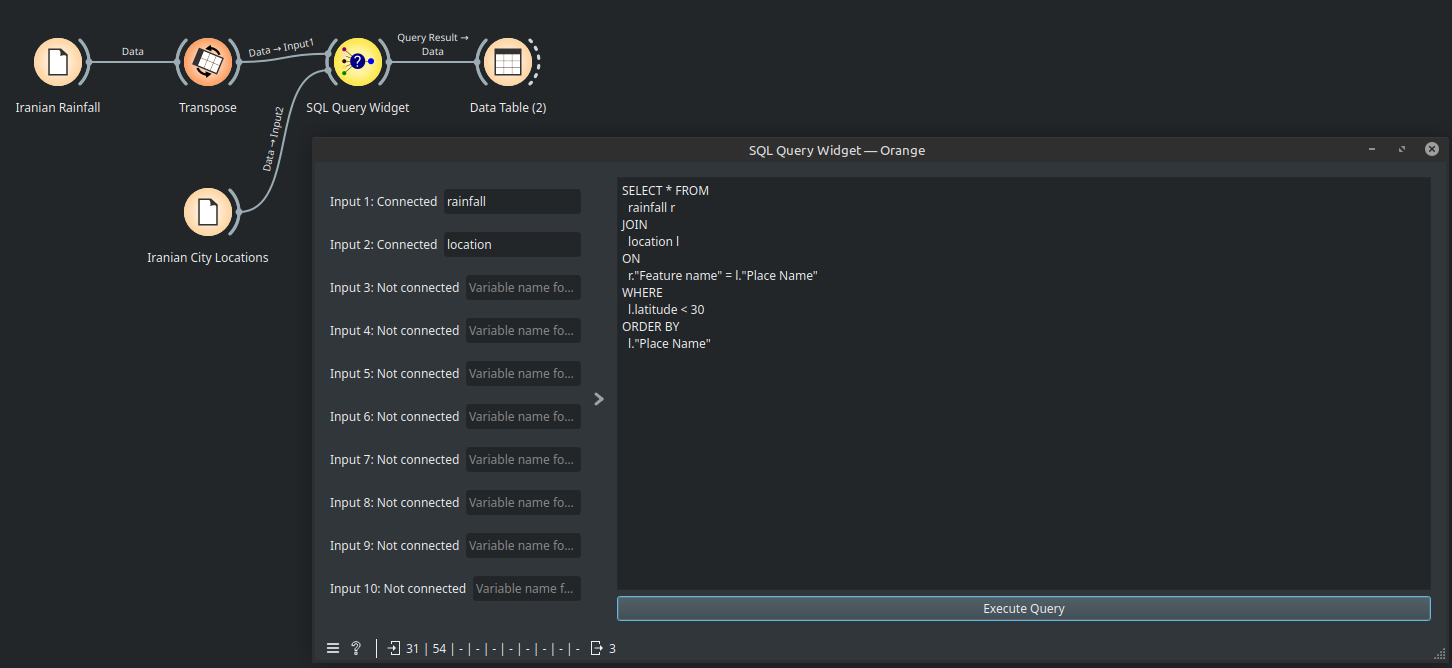 Data
Data → Input1
Query Result →
Data
Iranian Rainfall
Transpose
SQL Query Widget
Data Table (2)
Data → Input2
Iranian City Locations
SQL Query Widget — Orange
Input 1: Connected rainfall
Input 2: Connected location
Input 3: Not connected Variable name fo...
Input 4: Not connected Variable name fo...
Input 5: Not connected Variable name fo...
Input 6: Not connected Variable name fo...
Input 7: Not connected Variable name fo...
Input 8: Not connected Variable name fo...
Input 9: Not connected Variable name fo...
Input 10: Not connected Variable name f...
SELECT * FROM
rainfall r
JOIN
location l
ON
r."Feature name" = l."Place Name"
WHERE
l.latitude < 30
ORDER BY
l."Place Name"
Execute Query
31 | 54 | - | - | - | - | - | - | - | - 3